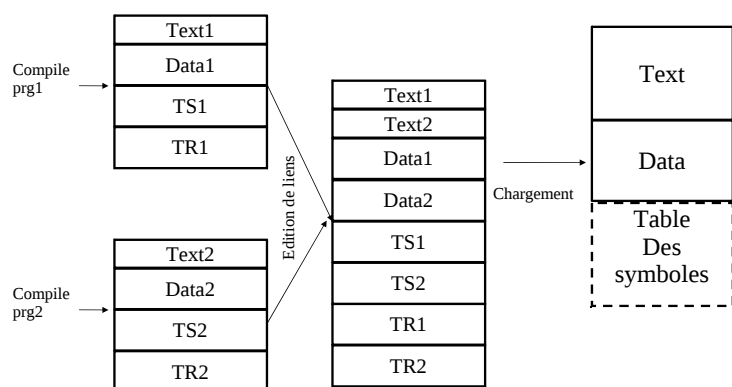 Compile
prg1
Text1
Data1
TS1
TR1
Compile
prg2
Text2
Data2
TS2
TR2
Edition de liens
Text1
Text2
Data1
Data2
TS1
TS2
TR1
TR2
Chargement
Text
Data
Table
Des
symboles